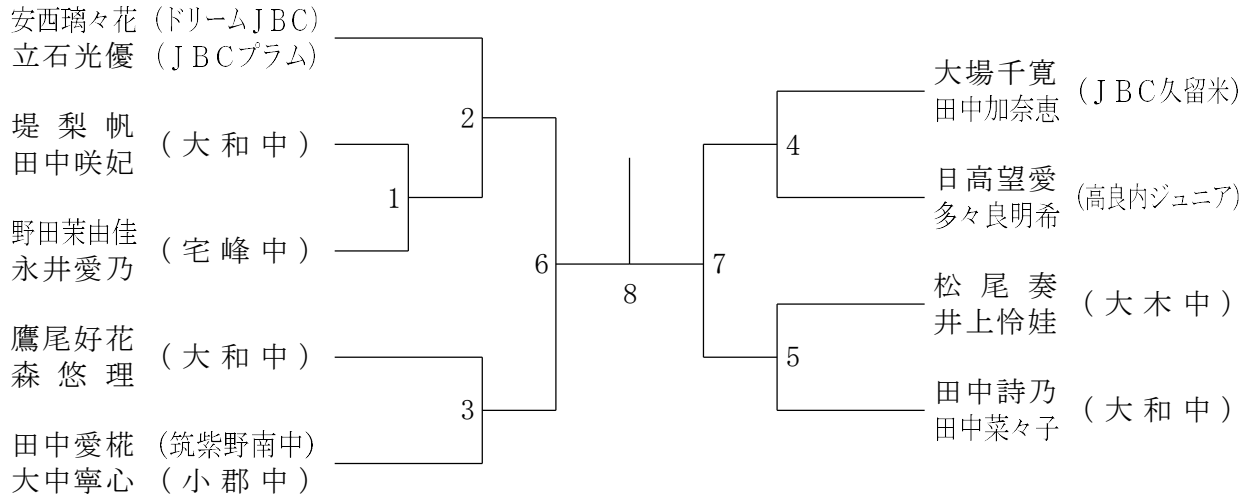 安西璃々花 (ドリームJBC)
立石光優 (JBCプラム)
2
堤梨帆
田中咲妃
(大和中)
1
野田茉由佳
永井愛乃
(宅峰中)
6
鷹尾好花
森悠理
(大和中)
3
田中愛椛 (筑紫野南中)
大中寧心 (小郡中)
8
大場千寛
田中加奈恵
(JBC久留米)
4
日高望愛
多々良明希
(高良内ジュニア)
7
松尾奏
井上怜娃
(大木中)
5
田中詩乃
田中菜々子
(大和中)